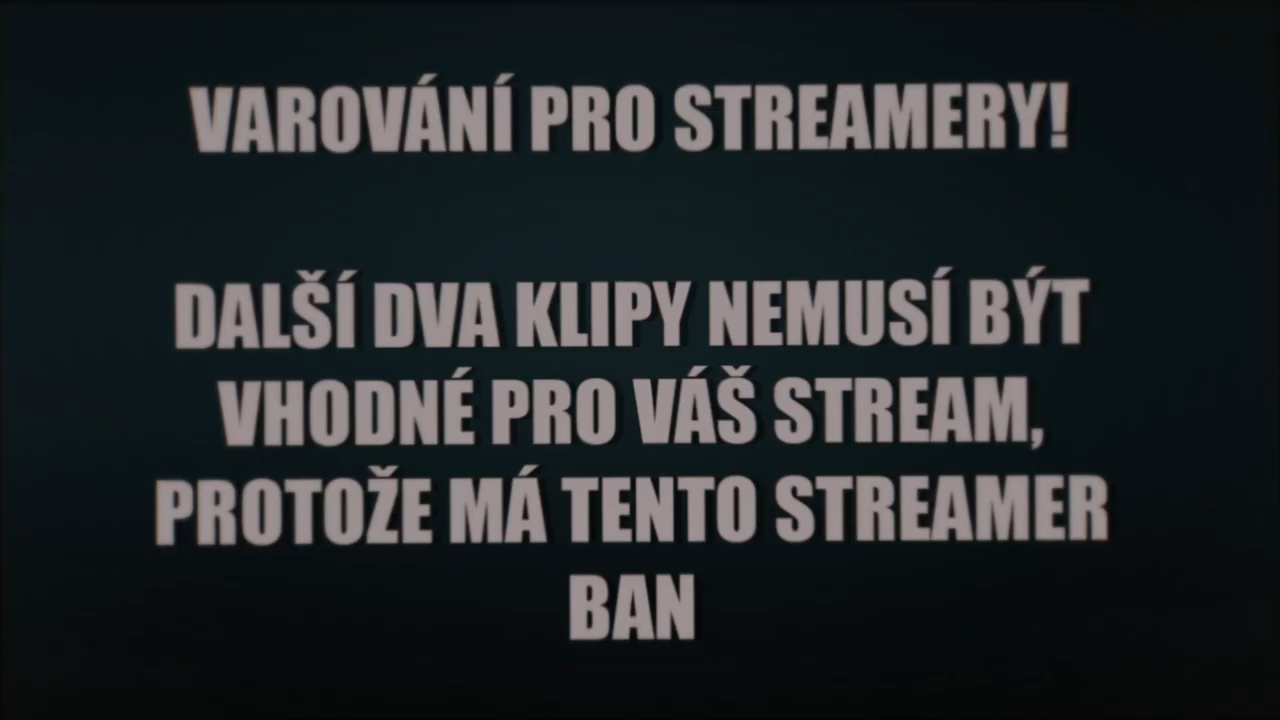 VAROVÁNÍ PRO STREAMERY!
DALŠÍ DVA KLIPY NEMUSÍ BÝT
VHODNÉ PRO VÁŠ STREAM,
PROTOŽE MÁ TENTO STREAMER
BAN